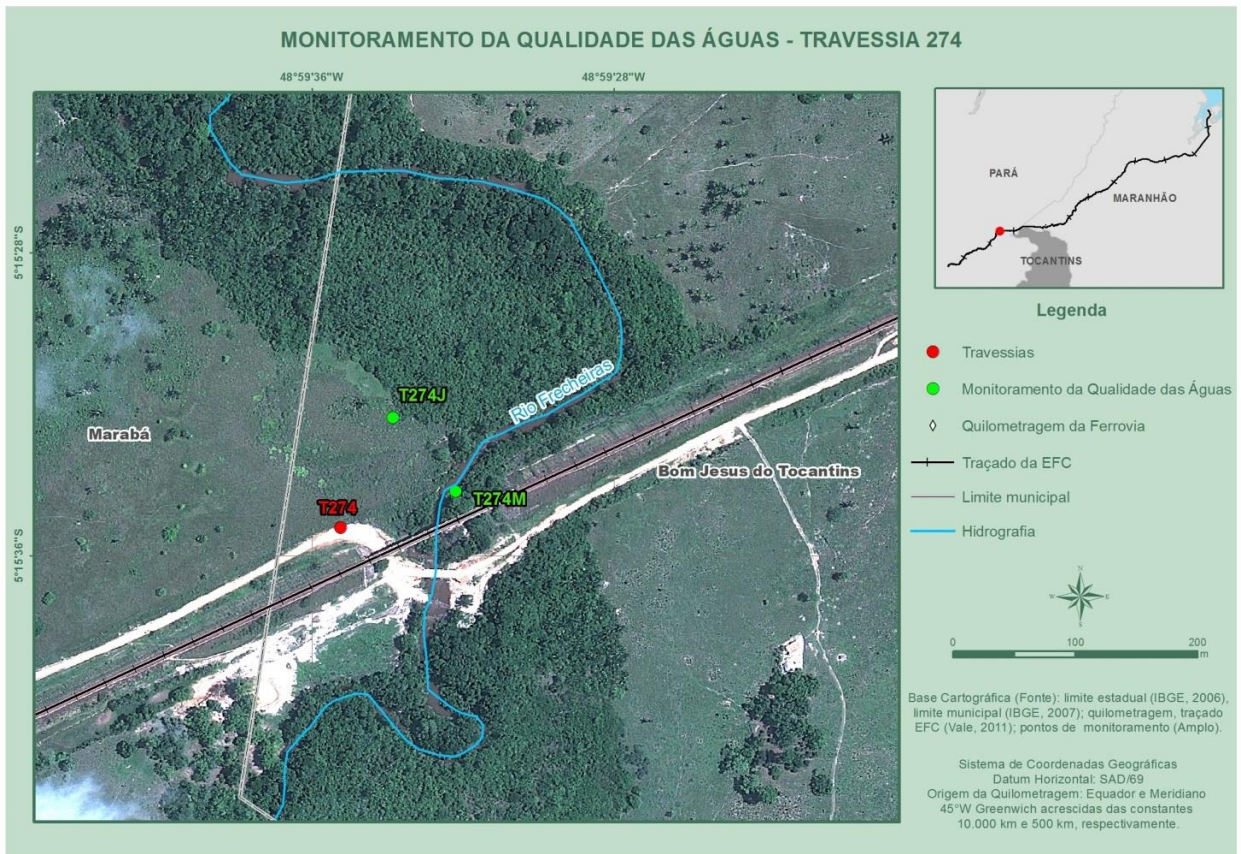 MONITORAMENTO DA QUALIDADE DAS ÁGUAS - TRAVESSIA 274
48°59'36"W
48°59'28"W
5°15'28"S
5°15'36"S
T274J
Marabá
Rio Frecheiras
Bom Jesus do Tocantins
T274M
T274
PARÁ
MARANHÃO
TOCANTINS
Legenda
Travessias
Monitoramento da Qualidade das Águas
Quilometragem da Ferrovia
Traçado da EFC
Limite municipal
Hidrografia
N
W E
S
0 100 200
m
Base Cartográfica (Fonte): limite estadual (IBGE, 2006),
limite municipal (IBGE, 2007); quilometragem, traçado
EFC (Vale, 2011); pontos de monitoramento (Amplo).
Sistema de Coordenadas Geográficas
Datum Horizontal: SAD/69
Origem da Quilometragem: Equador e Meridiano
45°W Greenwich acrescidas das constantes
10.000 km e 500 km, respectivamente.